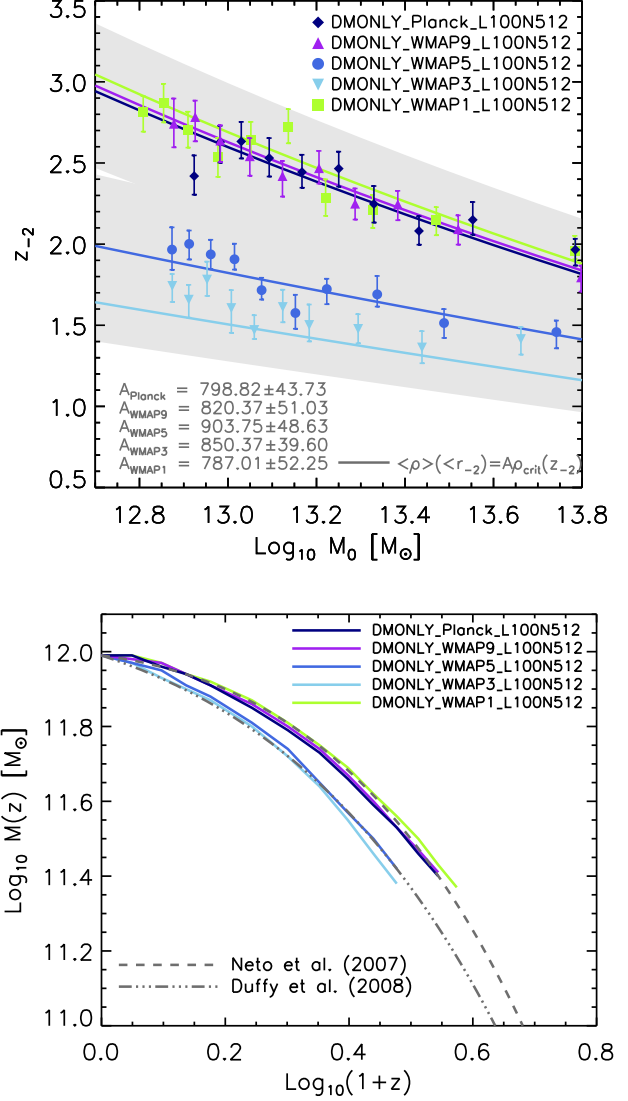 DMONLY_Planck_L100N512
DMONLY_WMAP9_L100N512
DMONLY_WMAP5_L100N512
DMONLY_WMAP3_L100N512
DMONLY_WMAP1_L100N512
3.5
3.0
2.5
2.0
1.5
1.0
0.5
z₋₂
A_Planck = 798.82±43.73
A_WMAP9 = 820.37±51.03
A_WMAP5 = 903.75±48.63
A_WMAP3 = 850.37±39.60
A_WMAP1 = 787.01±52.25
<ρ>(<r₋₂)=Aρ_crit(z₋₂)
12.8 13.0 13.2 13.4 13.6 13.8
Log₁₀ M₀ [M☉]
DMONLY_Planck_L100N512
DMONLY_WMAP9_L100N512
DMONLY_WMAP5_L100N512
DMONLY_WMAP3_L100N512
DMONLY_WMAP1_L100N512
12.0
11.8
11.6
11.4
11.2
11.0
Log₁₀ M(z) [M☉]
Neto et al. (2007)
Duffy et al. (2008)
0.0 0.2 0.4 0.6 0.8
Log₁₀(1+z)